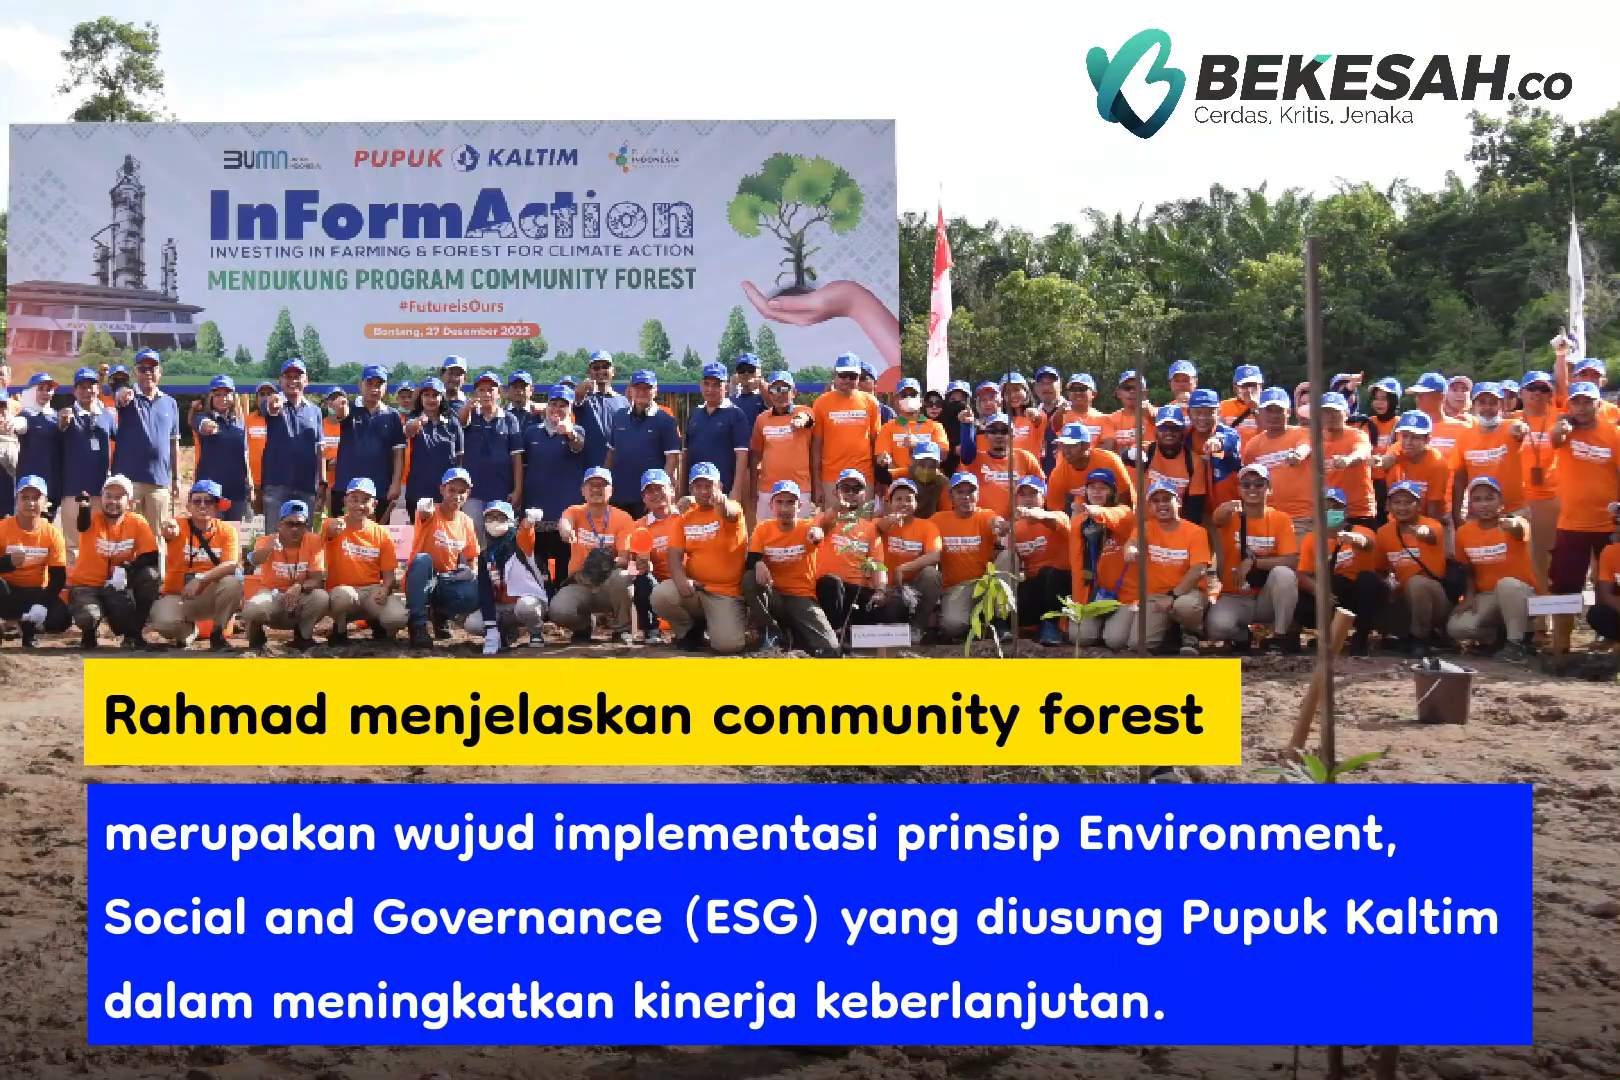 BEKESAH.co
Cerdas, Kritis, Jenaka
BUMN
PUPUK KALTIM
INDONESIA
InFormAction
INVESTING IN FARMING & FOREST FOR CLIMATE ACTION
MENDUKUNG PROGRAM COMMUNITY FOREST
#FutureisOurs
Bontang, 27 Desember 2022
Rahmad menjelaskan community forest
merupakan wujud implementasi prinsip Environment,
Social and Governance (ESG) yang diusung Pupuk Kaltim
dalam meningkatkan kinerja keberlanjutan.